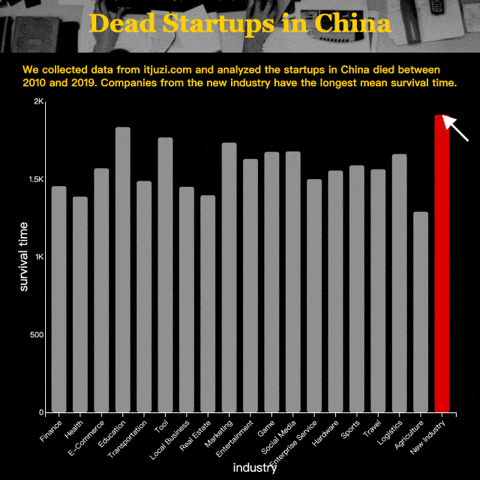 Dead Startups in China
We collected data from itjuzi.com and analyzed the startups in China died between
2010 and 2019. Companies from the new industry have the longest mean survival time.
2K
1.5K
1K
500
0
survival time
Finance
Health
E-Commerce
Education
Transportation
Tool
Local Business
Real Estate
Marketing
Entertainment
Game
Social Media
Enterprise Service
Hardware
Sports
Travel
Logistics
Agriculture
New Industry
industry